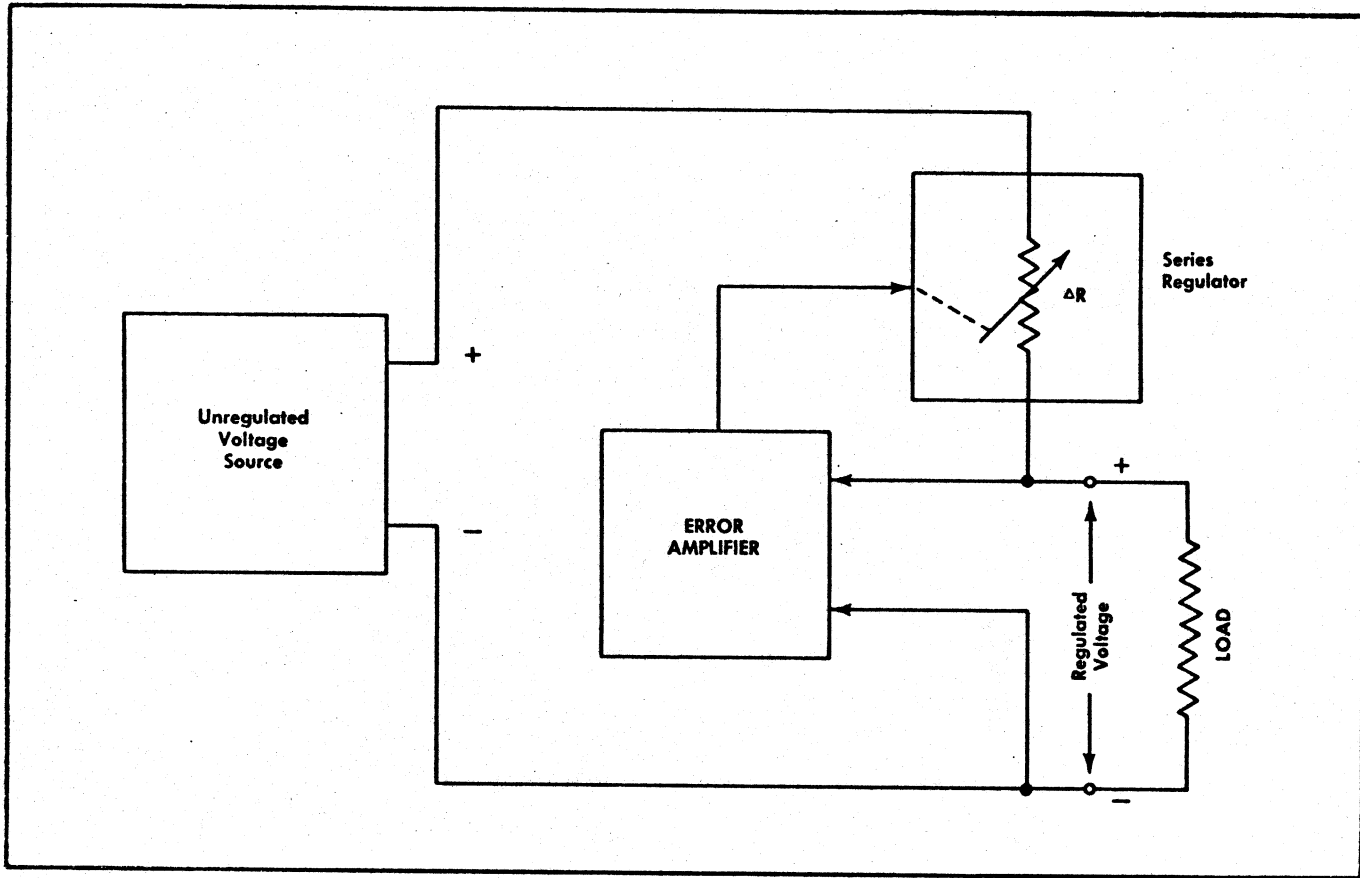 Unregulated
Voltage
Source
+
−
ERROR
AMPLIFIER
Series
Regulator
ΔR
+
Regulated
Voltage
LOAD
−